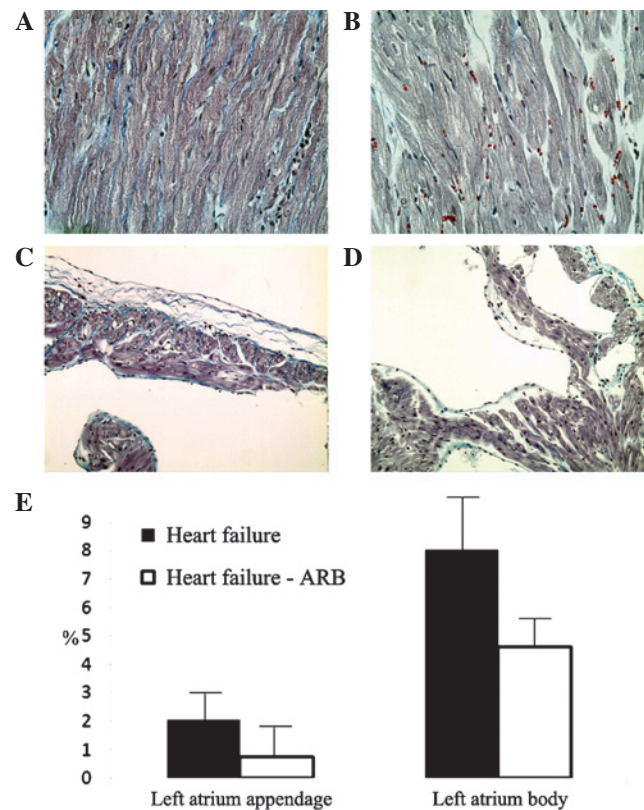 A
B
C
D
E
9
8
7
6
5
4
3
2
1
0
%
Heart failure
Heart failure - ARB
Left atrium appendage
Left atrium body